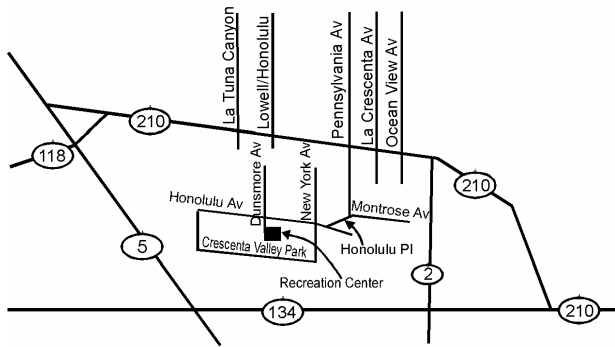 La Tuna Canyon
Lowell/Honolulu
Pennsylvania Av
La Crescenta Av
Ocean View Av
210
118
Dunsmore Av
New York Av
210
Honolulu Av
Montrose Av
5
Crescenta Valley Park
Honolulu Pl
Recreation Center
2
134
210